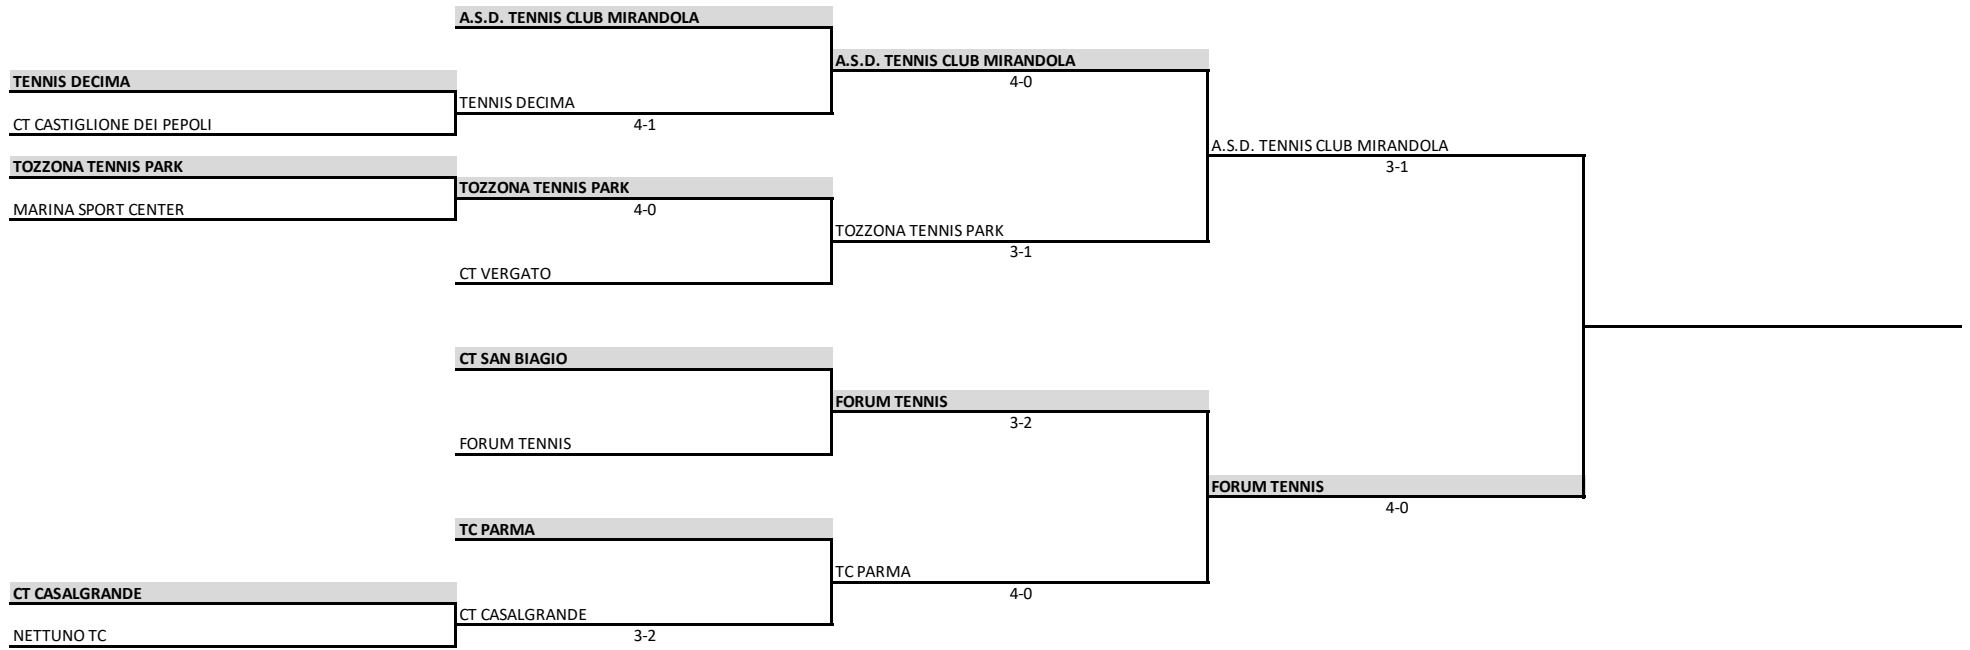 A.S.D. TENNIS CLUB MIRANDOLA
A.S.D. TENNIS CLUB MIRANDOLA
TENNIS DECIMA
4-0
TENNIS DECIMA
CT CASTIGLIONE DEI PEPOLI
4-1
A.S.D. TENNIS CLUB MIRANDOLA
TOZZONA TENNIS PARK
3-1
TOZZONA TENNIS PARK
MARINA SPORT CENTER
4-0
TOZZONA TENNIS PARK
3-1
CT VERGATO
CT SAN BIAGIO
FORUM TENNIS
3-2
FORUM TENNIS
FORUM TENNIS
4-0
TC PARMA
TC PARMA
CT CASALGRANDE
4-0
CT CASALGRANDE
NETTUNO TC
3-2